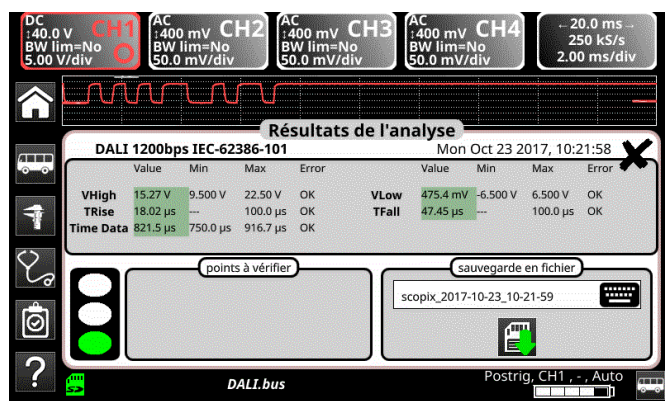 DC
↕40.0 V CH1
BW lim=No
5.00 V/div
AC
↕400 mV CH2
BW lim=No
50.0 mV/div
AC
↕400 mV CH3
BW lim=No
50.0 mV/div
AC
↕400 mV CH4
BW lim=No
50.0 mV/div
←20.0 ms→
250 kS/s
2.00 ms/div
Résultats de l'analyse
DALI 1200bps IEC-62386-101 Mon Oct 23 2017, 10:21:58
Value Min Max Error Value Min Max Error
VHigh 15.27 V 9.500 V 22.50 V OK VLow 475.4 mV -6.500 V 6.500 V OK
TRise 18.02 µs --- 100.0 µs OK TFall 47.45 µs --- 100.0 µs OK
Time Data 821.5 µs 750.0 µs 916.7 µs OK
points à vérifier
sauvegarde en fichier
scopix_2017-10-23_10-21-59
?
DALI.bus
Postrig, CH1 , - , Auto